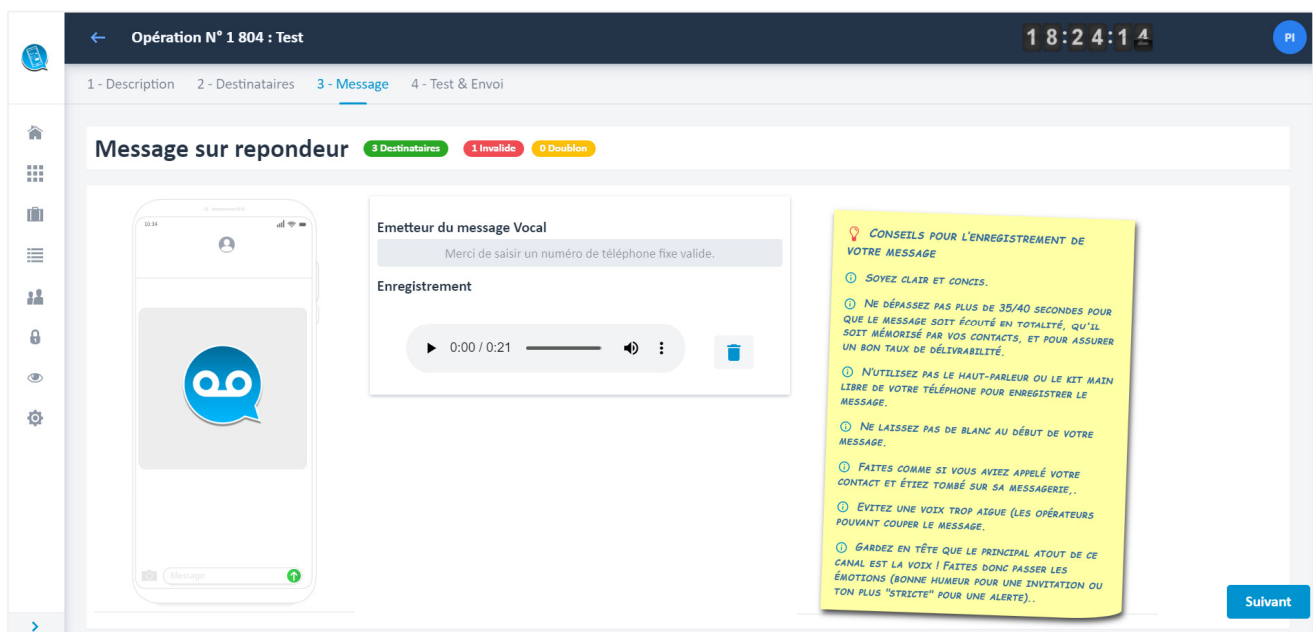 Opération N° 1 804 : Test
18:24:14
PI
1 - Description 2 - Destinataires 3 - Message 4 - Test & Envoi
Message sur repondeur 3 Destinataires 1 Invalide 0 Doublon
10:34
Emetteur du message Vocal
Merci de saisir un numéro de téléphone fixe valide.
Enregistrement
0:00 / 0:21
Message
CONSEILS POUR L'ENREGISTREMENT DE
VOTRE MESSAGE
SOYEZ CLAIR ET CONCIS.
NE DÉPASSEZ PAS PLUS DE 35/40 SECONDES POUR
QUE LE MESSAGE SOIT ÉCOUTÉ EN TOTALITÉ, QU'IL
SOIT MÉMORISÉ PAR VOS CONTACTS, ET POUR ASSURER
UN BON TAUX DE DÉLIVRABILITÉ.
N'UTILISEZ PAS LE HAUT-PARLEUR OU LE KIT MAIN
LIBRE DE VOTRE TÉLÉPHONE POUR ENREGISTRER LE
MESSAGE.
NE LAISSEZ PAS DE BLANC AU DÉBUT DE VOTRE
MESSAGE.
FAITES COMME SI VOUS AVIEZ APPELÉ VOTRE
CONTACT ET ÉTIEZ TOMBÉ SUR SA MESSAGERIE,.
EVITEZ UNE VOIX TROP AIGUE (LES OPÉRATEURS
POUVANT COUPER LE MESSAGE.
GARDEZ EN TÊTE QUE LE PRINCIPAL ATOUT DE CE
CANAL EST LA VOIX ! FAITES DONC PASSER LES
ÉMOTIONS (BONNE HUMEUR POUR UNE INVITATION OU
TON PLUS "STRICTE" POUR UNE ALERTE)..
Suivant